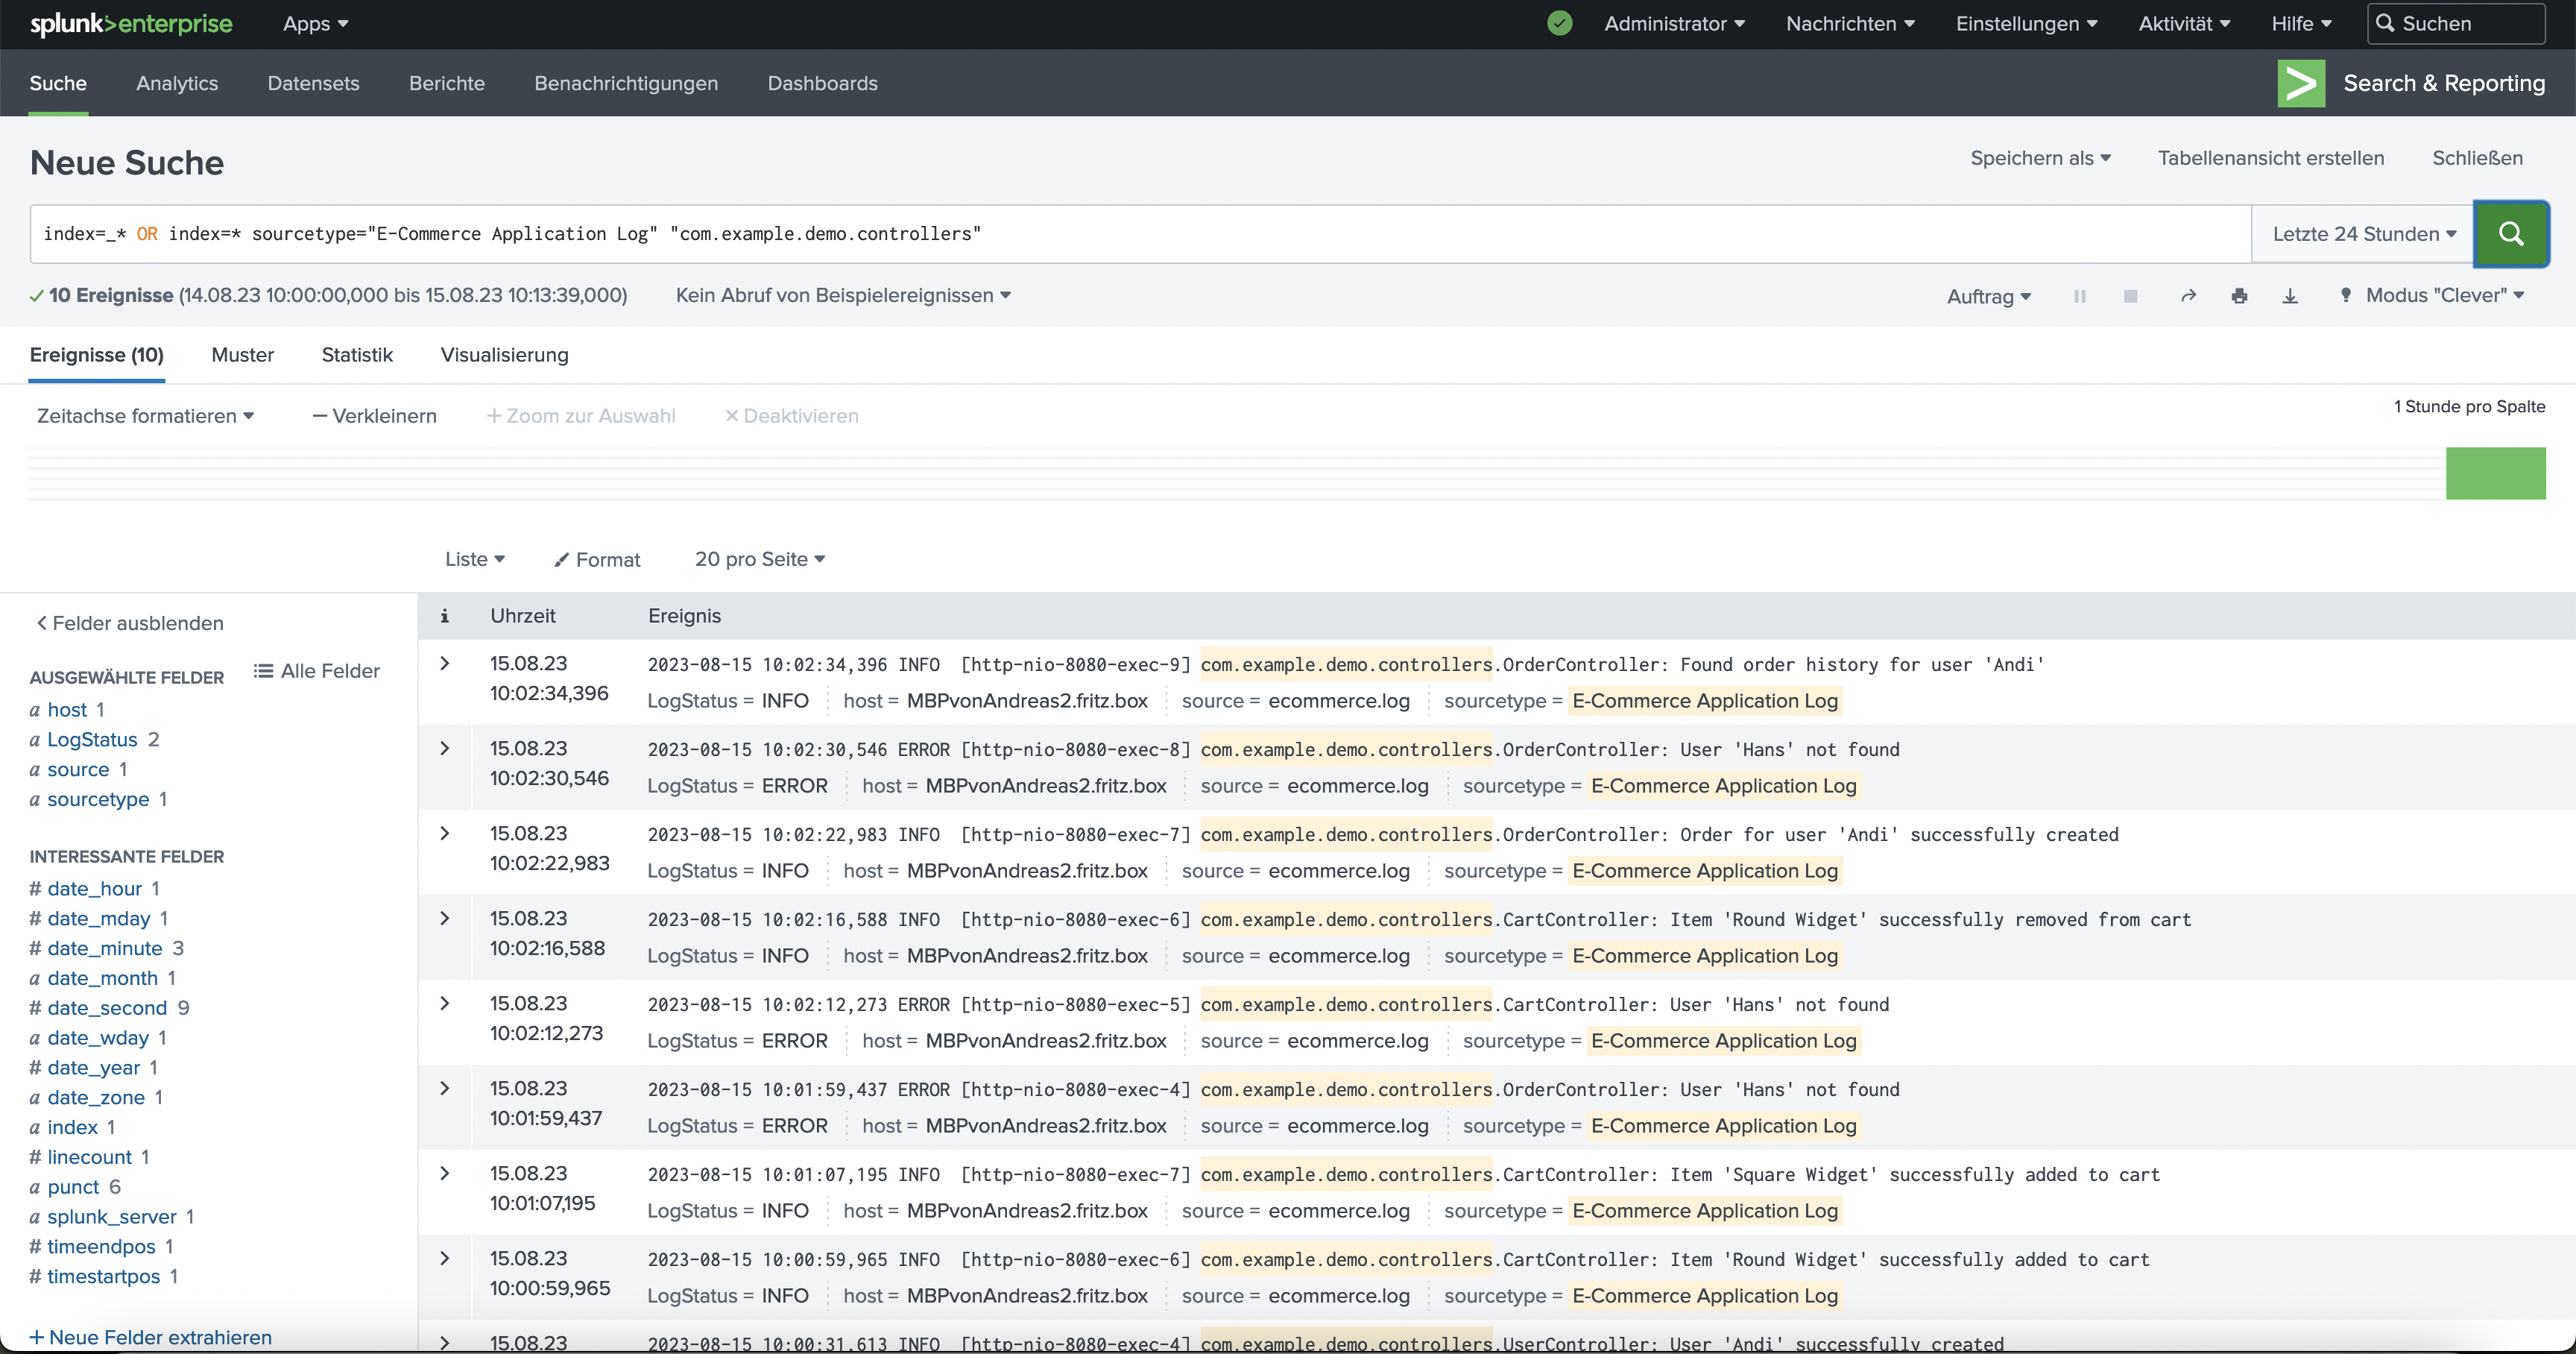 splunk>enterprise Apps Administrator Nachrichten Einstellungen Aktivität Hilfe Suchen
Suche Analytics Datensets Berichte Benachrichtigungen Dashboards Search & Reporting
Neue Suche Speichern als Tabellenansicht erstellen Schließen
index=_* OR index=* sourcetype="E-Commerce Application Log" "com.example.demo.controllers" Letzte 24 Stunden
10 Ereignisse (14.08.23 10:00:00,000 bis 15.08.23 10:13:39,000) Kein Abruf von Beispielereignissen Auftrag Modus "Clever"
Ereignisse (10) Muster Statistik Visualisierung
Zeitachse formatieren — Verkleinern + Zoom zur Auswahl × Deaktivieren 1 Stunde pro Spalte
Liste Format 20 pro Seite
< Felder ausblenden
AUSGEWÄHLTE FELDER Alle Felder
a host 1
a LogStatus 2
a source 1
a sourcetype 1
INTERESSANTE FELDER
# date_hour 1
# date_mday 1
# date_minute 3
a date_month 1
# date_second 9
a date_wday 1
# date_year 1
a date_zone 1
a index 1
# linecount 1
a punct 6
a splunk_server 1
# timeendpos 1
# timestartpos 1
+ Neue Felder extrahieren
i Uhrzeit Ereignis
> 15.08.23 2023-08-15 10:02:34,396 INFO [http-nio-8080-exec-9] com.example.demo.controllers.OrderController: Found order history for user 'Andi'
10:02:34,396 LogStatus = INFO host = MBPvonAndreas2.fritz.box source = ecommerce.log sourcetype = E-Commerce Application Log
> 15.08.23 2023-08-15 10:02:30,546 ERROR [http-nio-8080-exec-8] com.example.demo.controllers.OrderController: User 'Hans' not found
10:02:30,546 LogStatus = ERROR host = MBPvonAndreas2.fritz.box source = ecommerce.log sourcetype = E-Commerce Application Log
> 15.08.23 2023-08-15 10:02:22,983 INFO [http-nio-8080-exec-7] com.example.demo.controllers.OrderController: Order for user 'Andi' successfully created
10:02:22,983 LogStatus = INFO host = MBPvonAndreas2.fritz.box source = ecommerce.log sourcetype = E-Commerce Application Log
> 15.08.23 2023-08-15 10:02:16,588 INFO [http-nio-8080-exec-6] com.example.demo.controllers.CartController: Item 'Round Widget' successfully removed from cart
10:02:16,588 LogStatus = INFO host = MBPvonAndreas2.fritz.box source = ecommerce.log sourcetype = E-Commerce Application Log
> 15.08.23 2023-08-15 10:02:12,273 ERROR [http-nio-8080-exec-5] com.example.demo.controllers.CartController: User 'Hans' not found
10:02:12,273 LogStatus = ERROR host = MBPvonAndreas2.fritz.box source = ecommerce.log sourcetype = E-Commerce Application Log
> 15.08.23 2023-08-15 10:01:59,437 ERROR [http-nio-8080-exec-4] com.example.demo.controllers.OrderController: User 'Hans' not found
10:01:59,437 LogStatus = ERROR host = MBPvonAndreas2.fritz.box source = ecommerce.log sourcetype = E-Commerce Application Log
> 15.08.23 2023-08-15 10:01:07,195 INFO [http-nio-8080-exec-7] com.example.demo.controllers.CartController: Item 'Square Widget' successfully added to cart
10:01:07,195 LogStatus = INFO host = MBPvonAndreas2.fritz.box source = ecommerce.log sourcetype = E-Commerce Application Log
> 15.08.23 2023-08-15 10:00:59,965 INFO [http-nio-8080-exec-6] com.example.demo.controllers.CartController: Item 'Round Widget' successfully added to cart
10:00:59,965 LogStatus = INFO host = MBPvonAndreas2.fritz.box source = ecommerce.log sourcetype = E-Commerce Application Log
> 15.08.23 2023-08-15 10:00:31,613 INFO [http-nio-8080-exec-4] com.example.demo.controllers.UserController: User 'Andi' successfully created